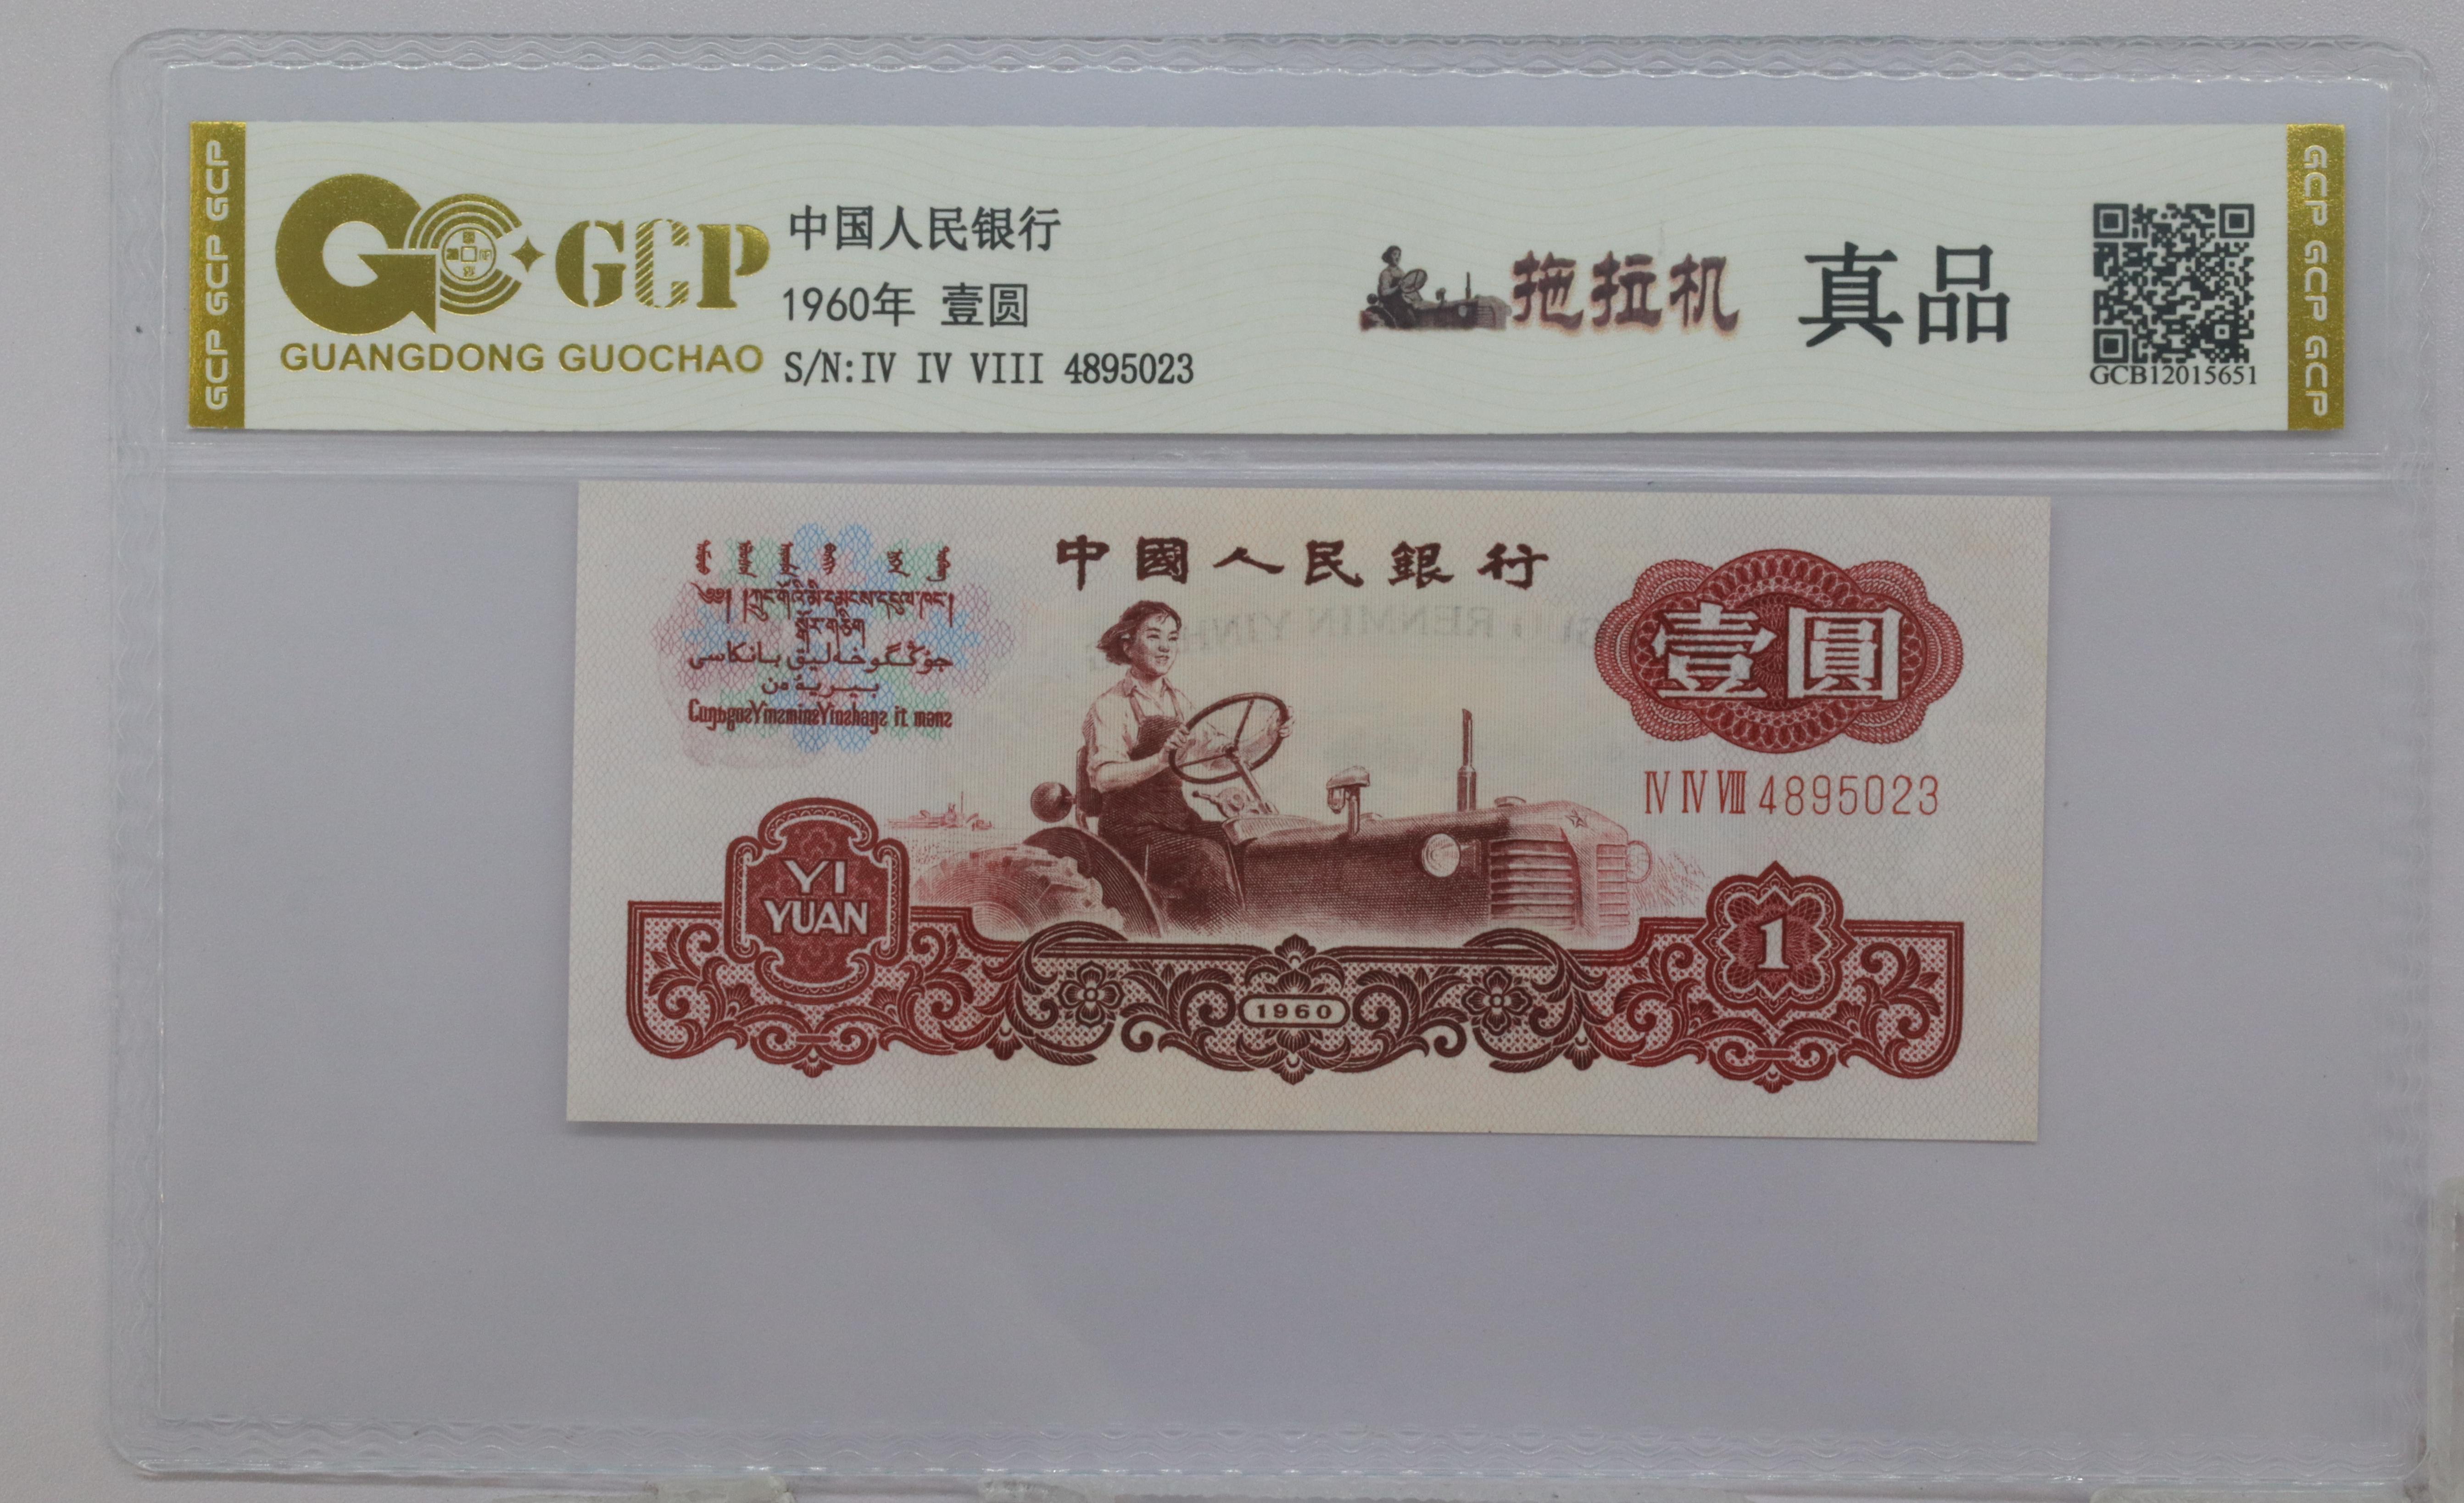 GCP GCP GCP
GCP
GUANGDONG GUOCHAO
中国人民银行
1960年 壹圆
S/N:IV IV VIII 4895023
拖拉机 真品
GCB12015651
GCP GCP GCP
中國人民銀行
壹圓
IV IV VIII 4895023
YI
YUAN
1960
1
RENMIN YIN